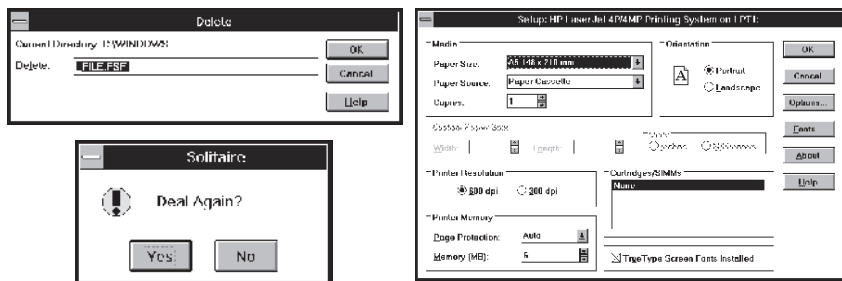 Delete
Current Directory: C:\WINDOWS
Delete:
FILE.FSF
OK
Cancel
Help
Solitaire
Deal Again?
Yes
No
Setup: HP LaserJet 4P/4MP Printing System on LPT1:
Media
Paper Size: A5 148 x 210 mm
Paper Source: Paper Cassette
Copies: 1
Orientation
A
Portrait
Landscape
OK
Cancel
Options...
Fonts
About
Help
Custom Paper Size
Width:
Length:
Printer Resolution
600 dpi
300 dpi
Cartridges/SIMMs
None
Printer Memory
Page Protection: Auto
Memory (MB):
TrueType Screen Fonts Installed